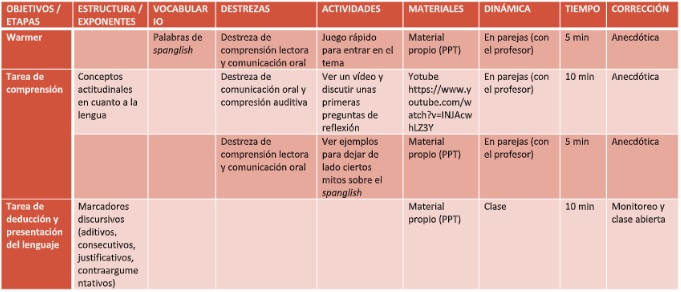 OBJETIVOS / ETAPAS
ESTRUCTURA / EXPONENTES
VOCABULARIO
DESTREZAS
ACTIVIDADES
MATERIALES
DINÁMICA
TIEMPO
CORRECCIÓN
Warmer
Palabras de spanglish
Destreza de comprensión lectora y comunicación oral
Juego rápido para entrar en el tema
Material propio (PPT)
En parejas (con el profesor)
5 min
Anecdótica
Tarea de comprensión
Conceptos actitudinales en cuanto a la lengua
Destreza de comunicación oral y compresión auditiva
Ver un vídeo y discutir unas primeras preguntas de reflexión
Yotube https://www.youtube.com/watch?v=INJAcwhLZ3Y
En parejas (con el profesor)
10 min
Anecdótica
Destreza de comprensión lectora y comunicación oral
Ver ejemplos para dejar de lado ciertos mitos sobre el spanglish
Material propio (PPT)
En parejas (con el profesor)
5 min
Anecdótica
Tarea de deducción y presentación del lenguaje
Marcadores discursivos (aditivos, consecutivos, justificativos, contraargumentativos)
Material propio (PPT)
Clase
10 min
Monitoreo y clase abierta